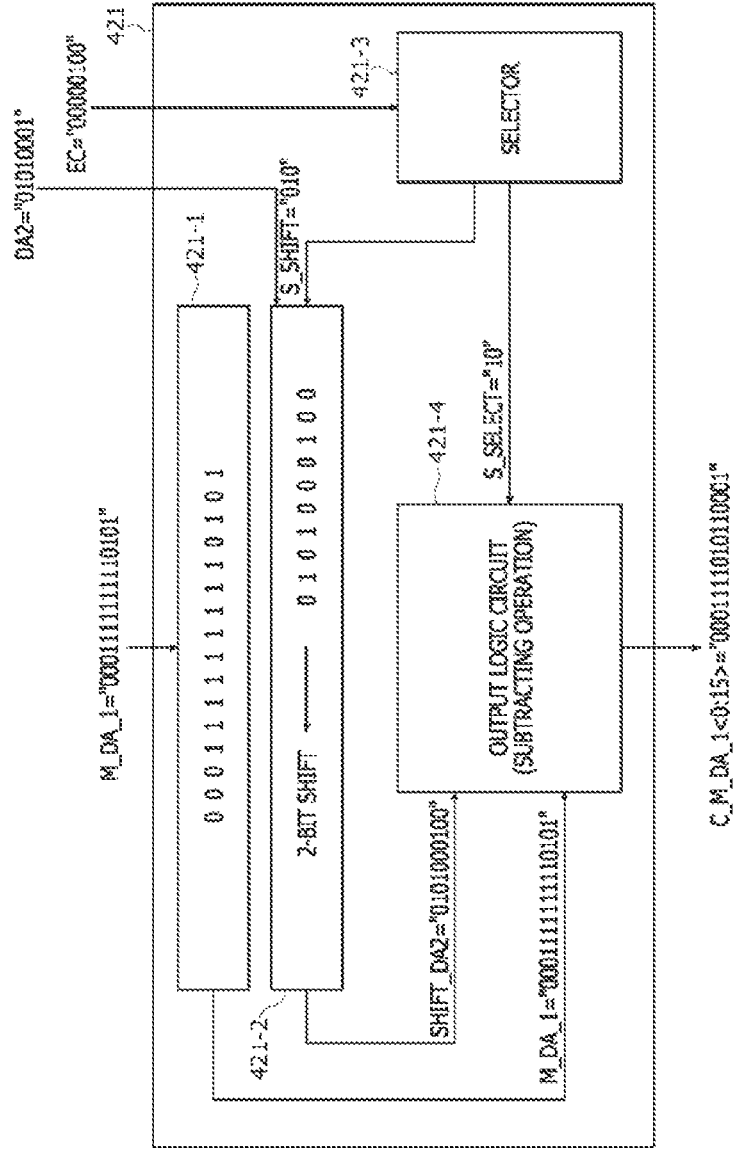 421
DA2="01010001"
EC="00000100"
M_DA_1="0001111111110101"
421-1
0 0 0 1 1 1 1 1 1 1 1 1 0 1 0 1
S_SHIFT="010"
421-2
2-BIT SHIFT
0 1 0 1 0 0 0 1 0 0
421-3
SELECTOR
SHIFT_DA2="0101000100"
M_DA_1="0001111111110101"
421-4
OUTPUT LOGIC CIRCUIT
(SUBTRACTING OPERATION)
S_SELECT="10"
C_M_DA_1<0:15>="0001111010110001"